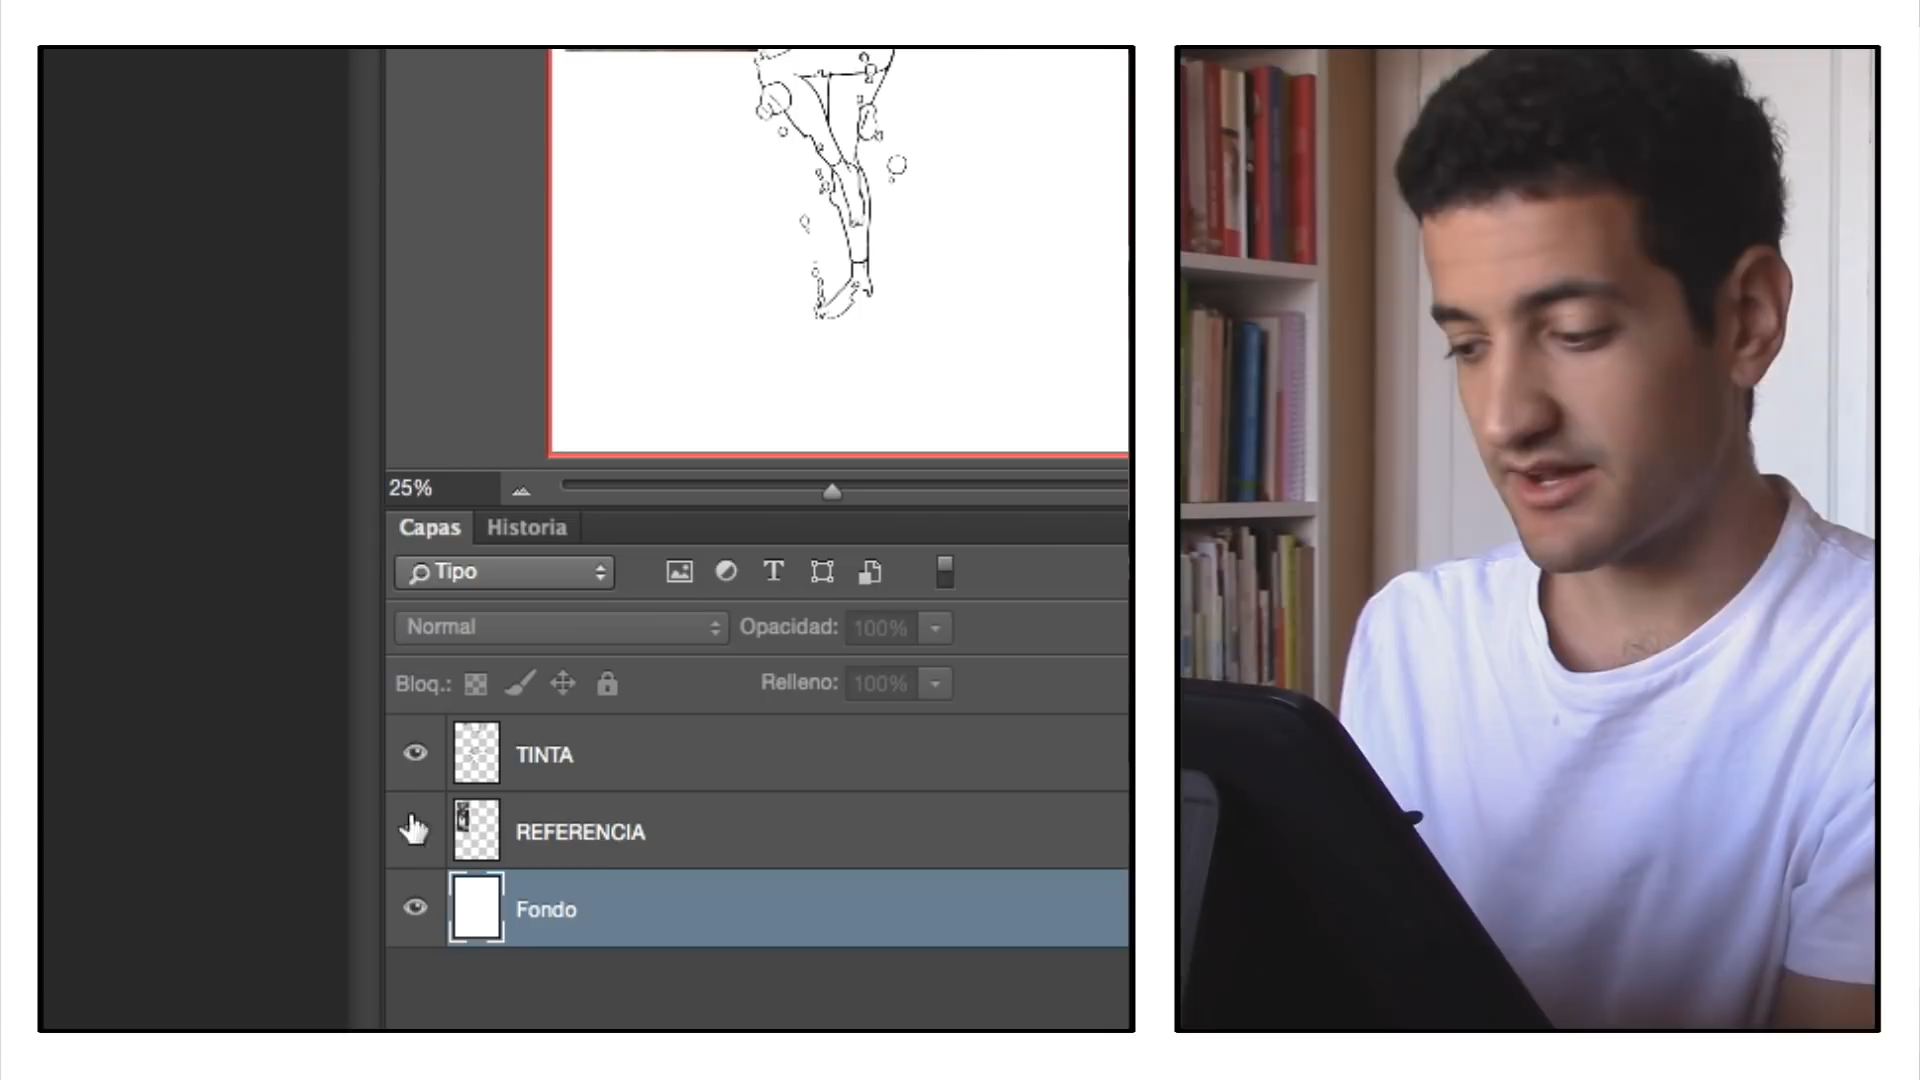 25%
Capas Historia
Tipo
Normal Opacidad: 100%
Bloq.: Relleno: 100%
TINTA
REFERENCIA
Fondo